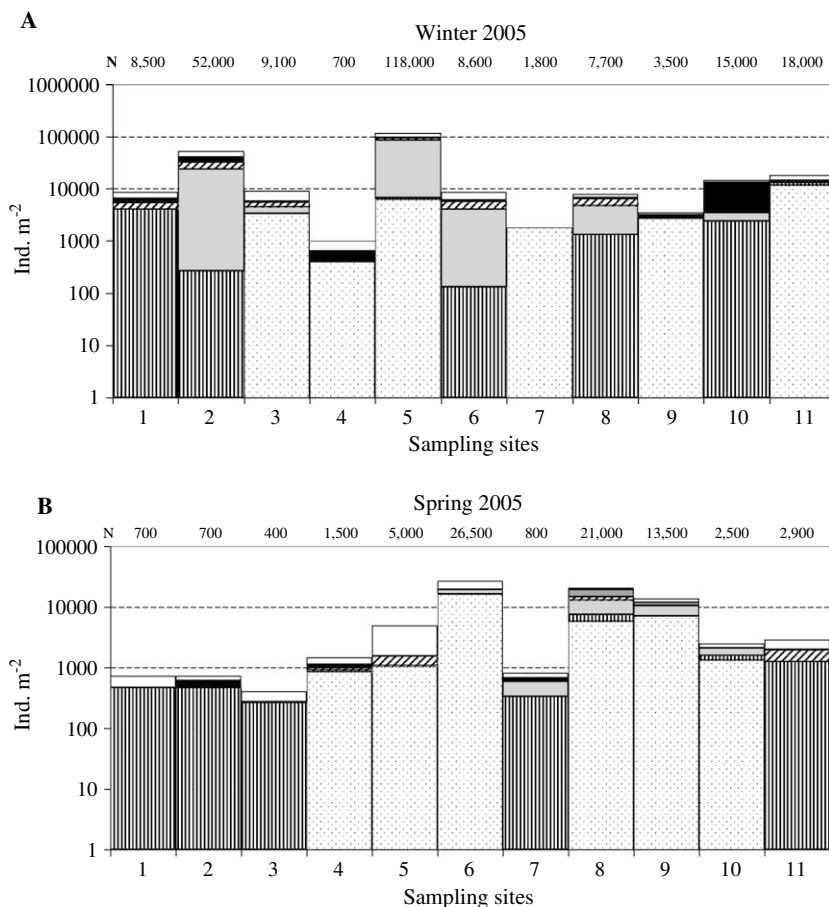 A
Winter 2005
N 8,500 52,000 9,100 700 118,000 8,600 1,800 7,700 3,500 15,000 18,000
1000000
100000
10000
1000
100
10
1
Ind. m⁻²
1 2 3 4 5 6 7 8 9 10 11
Sampling sites
B
Spring 2005
N 700 700 400 1,500 5,000 26,500 800 21,000 13,500 2,500 2,900
100000
10000
1000
100
10
1
Ind. m⁻²
1 2 3 4 5 6 7 8 9 10 11
Sampling sites